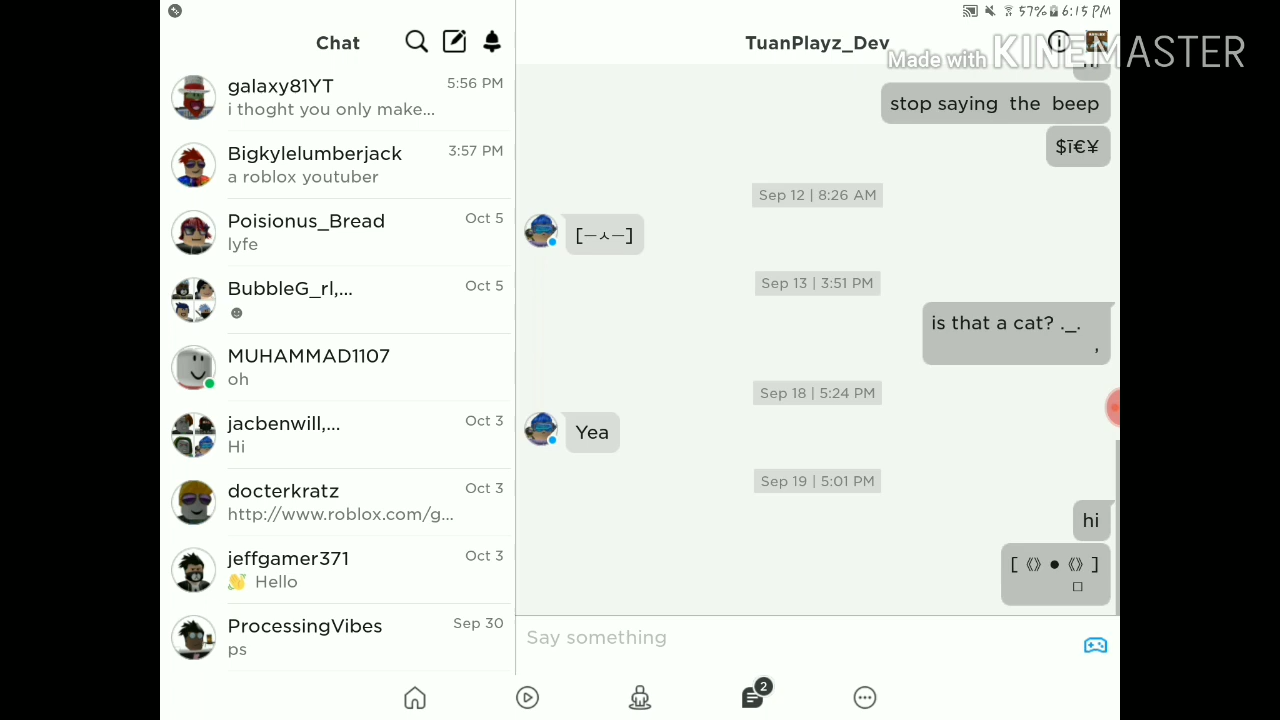 57% 6:15 PM
Chat
galaxy81YT 5:56 PM
i thoght you only make...
Bigkylelumberjack 3:57 PM
a roblox youtuber
Poisionus_Bread Oct 5
lyfe
BubbleG_rl,... Oct 5
☻
MUHAMMAD1107
oh
jacbenwill,... Oct 3
Hi
docterkratz Oct 3
http://www.roblox.com/g...
jeffgamer371 Oct 3
👋 Hello
ProcessingVibes Sep 30
ps
TuanPlayz_Dev
Made with KINEMASTER
stop saying the beep
$ī€¥
Sep 12 | 8:26 AM
[ㅡㅅㅡ]
Sep 13 | 3:51 PM
is that a cat? ._.
,
Sep 18 | 5:24 PM
Yea
Sep 19 | 5:01 PM
hi
[ 《》 ● 《》 ]
□
Say something
2